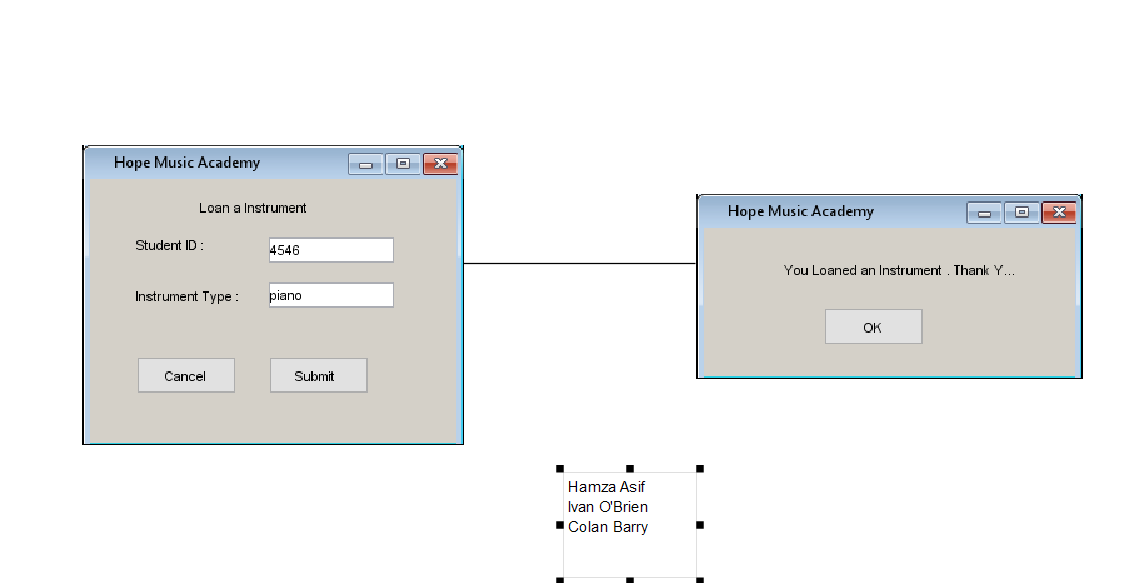 Hope Music Academy
Loan a Instrument
Student ID :
4546
Instrument Type :
piano
Cancel
Submit
Hope Music Academy
You Loaned an Instrument . Thank Y...
OK
Hamza Asif
Ivan O'Brien
Colan Barry